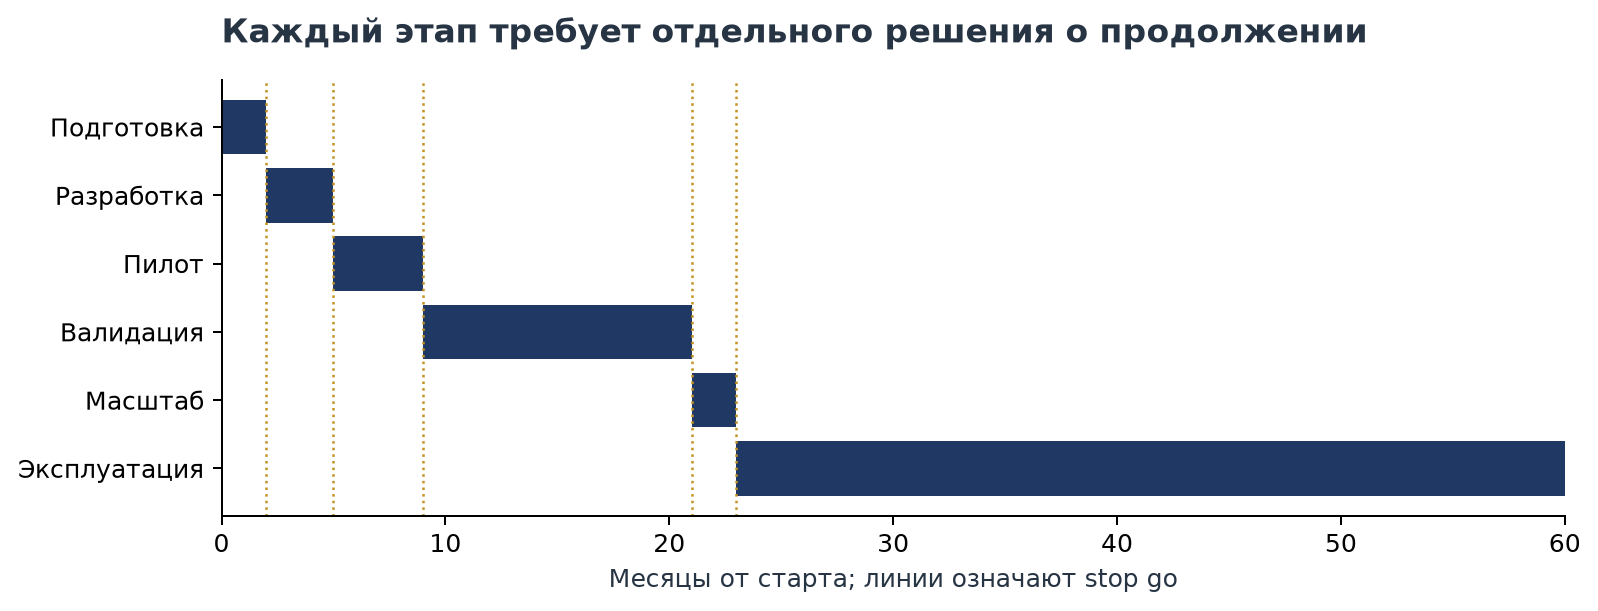 Каждый этап требует отдельного решения о продолжении
Подготовка
Разработка
Пилот
Валидация
Масштаб
Эксплуатация
0 10 20 30 40 50 60
Месяцы от старта; линии означают stop go